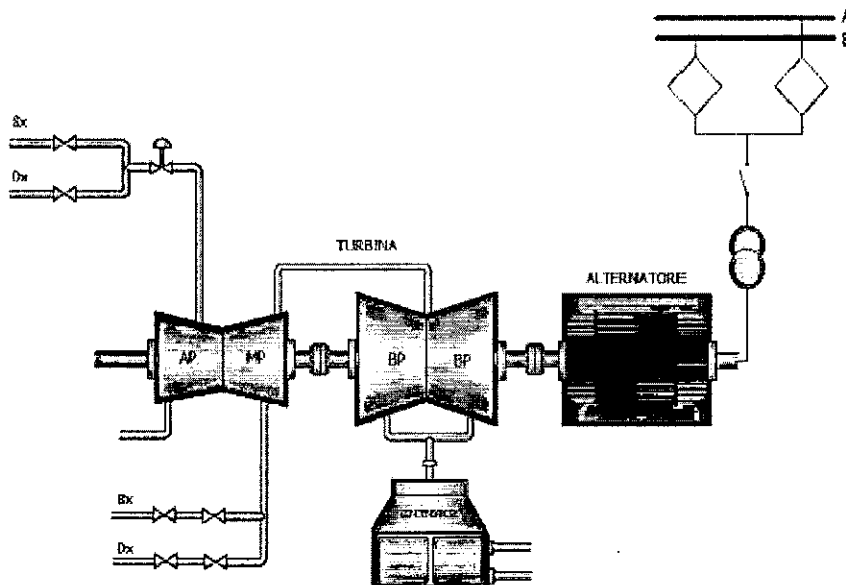 A
B
Sx
Dx
TURBINA
ALTERNATORE
AP
MP
BP
BP
Sx
Dx